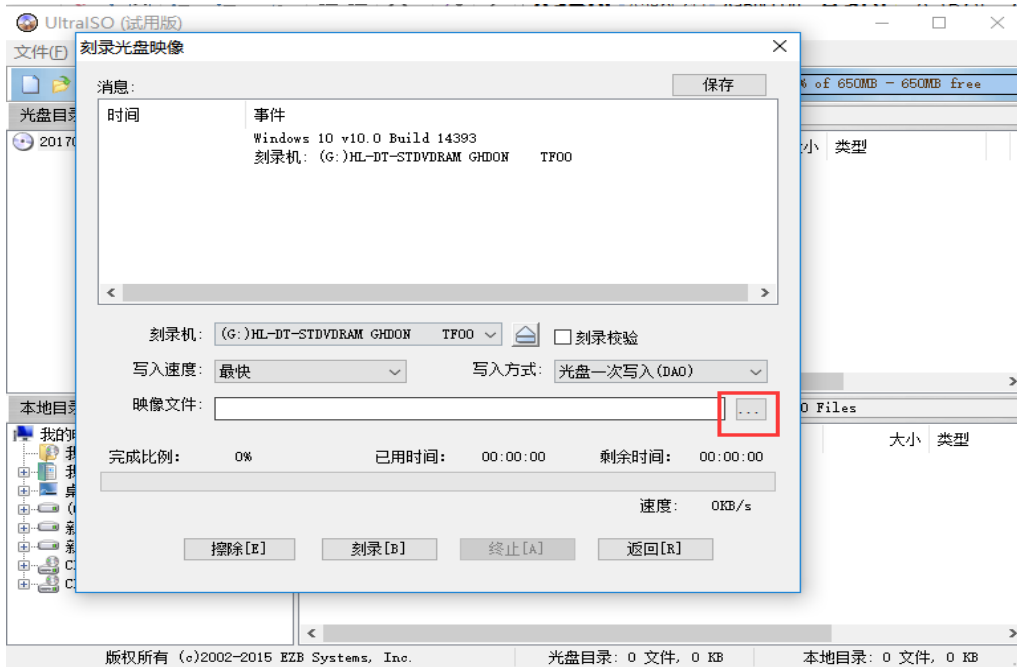 UltraISO (试用版)
文件(F)
刻录光盘映像
消息:
保存
% of 650MB - 650MB free
光盘目录
时间
事件
Windows 10 v10.0 Build 14393
刻录机: (G:)HL-DT-STDVDRAM GHDON TF00
2017
小
类型
刻录机:
(G:)HL-DT-STDVDRAM GHDON TF00
刻录校验
写入速度:
最快
写入方式:
光盘一次写入(DAO)
映像文件:
...
本地目录
0 Files
我的
大小
类型
完成比例:
0%
已用时间:
00:00:00
剩余时间:
00:00:00
速度:
0KB/s
擦除[E]
刻录[B]
终止[A]
返回[R]
版权所有 (c)2002-2015 EZB Systems, Inc.
光盘目录: 0 文件, 0 KB
本地目录: 0 文件, 0 KB